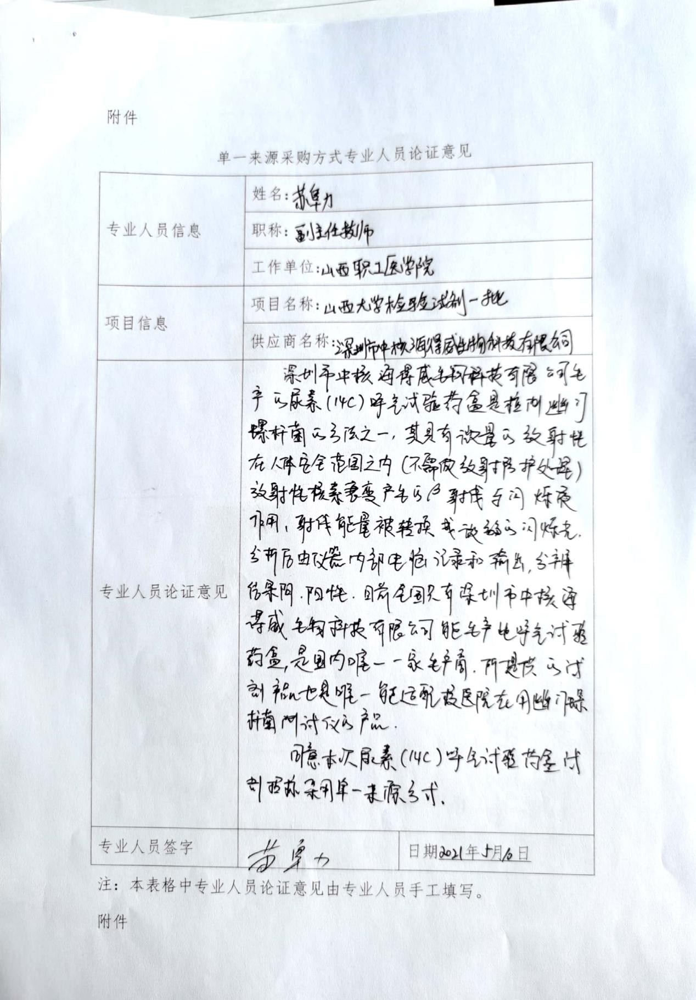 附件
单一来源采购方式专业人员论证意见
专业人员信息
姓名:苏阜力
职称:副主任技师
工作单位:山西职工医学院
项目信息
项目名称:山西大学检验试剂一批
供应商名称:深圳市中核海得威生物科技有限公司
专业人员论证意见
深圳市中核海得威生物科技有限公司生
产的尿素(14C)呼气试验药盒是检测幽门
螺杆菌的方法之一,其具有微量的放射性
在人体安全范围之内(不需做放射防护处理)
放射性核素衰变产生的β射线与闪烁液
作用,射线能量被转换成微弱的闪烁光.
分析后由仪器内部电脑记录和输出,分辨
结果阴.阳性.目前全国只有深圳市中核海
得威生物科技有限公司能生产呼气试验
药盒,是国内唯一一家生产商.所提供的试
剂产品也是唯一能适配该医院在用幽门螺
杆菌测试仪的产品.
同意本次尿素(14C)呼气试验药盒试
剂招标采用单一来源方式.
专业人员签字
日期2021年5月10日
注：本表格中专业人员论证意见由专业人员手工填写。
附件